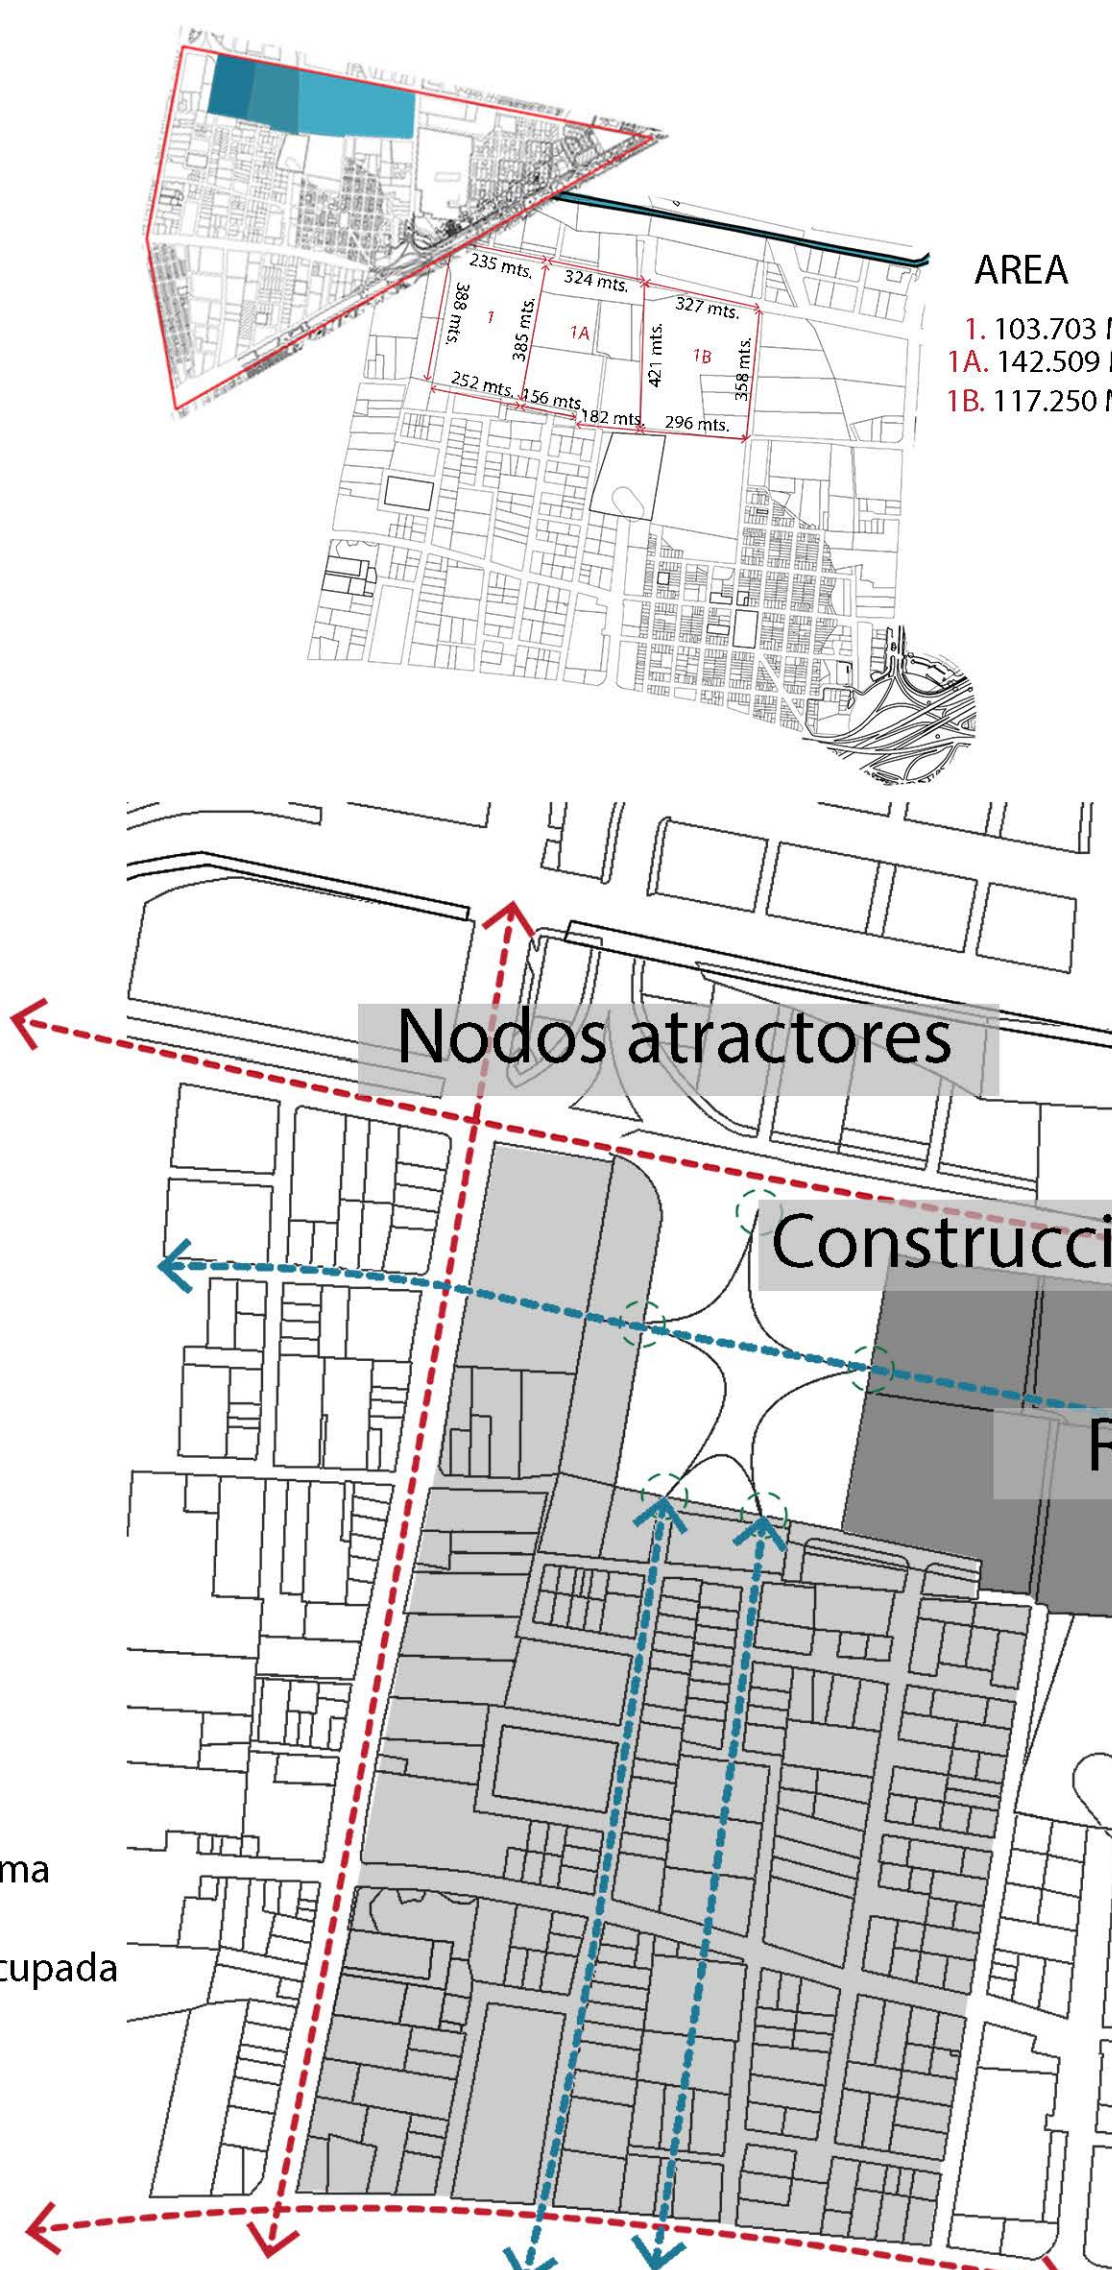 235 mts.
324 mts.
327 mts.
388 mts.
1
385 mts.
1A
421 mts.
1B
358 mts.
252 mts.
156 mts.
182 mts.
296 mts.
AREA
1. 103.703 M
1A. 142.509 M
1B. 117.250 M
Nodos atractores
Construcci
R
ma
cupada